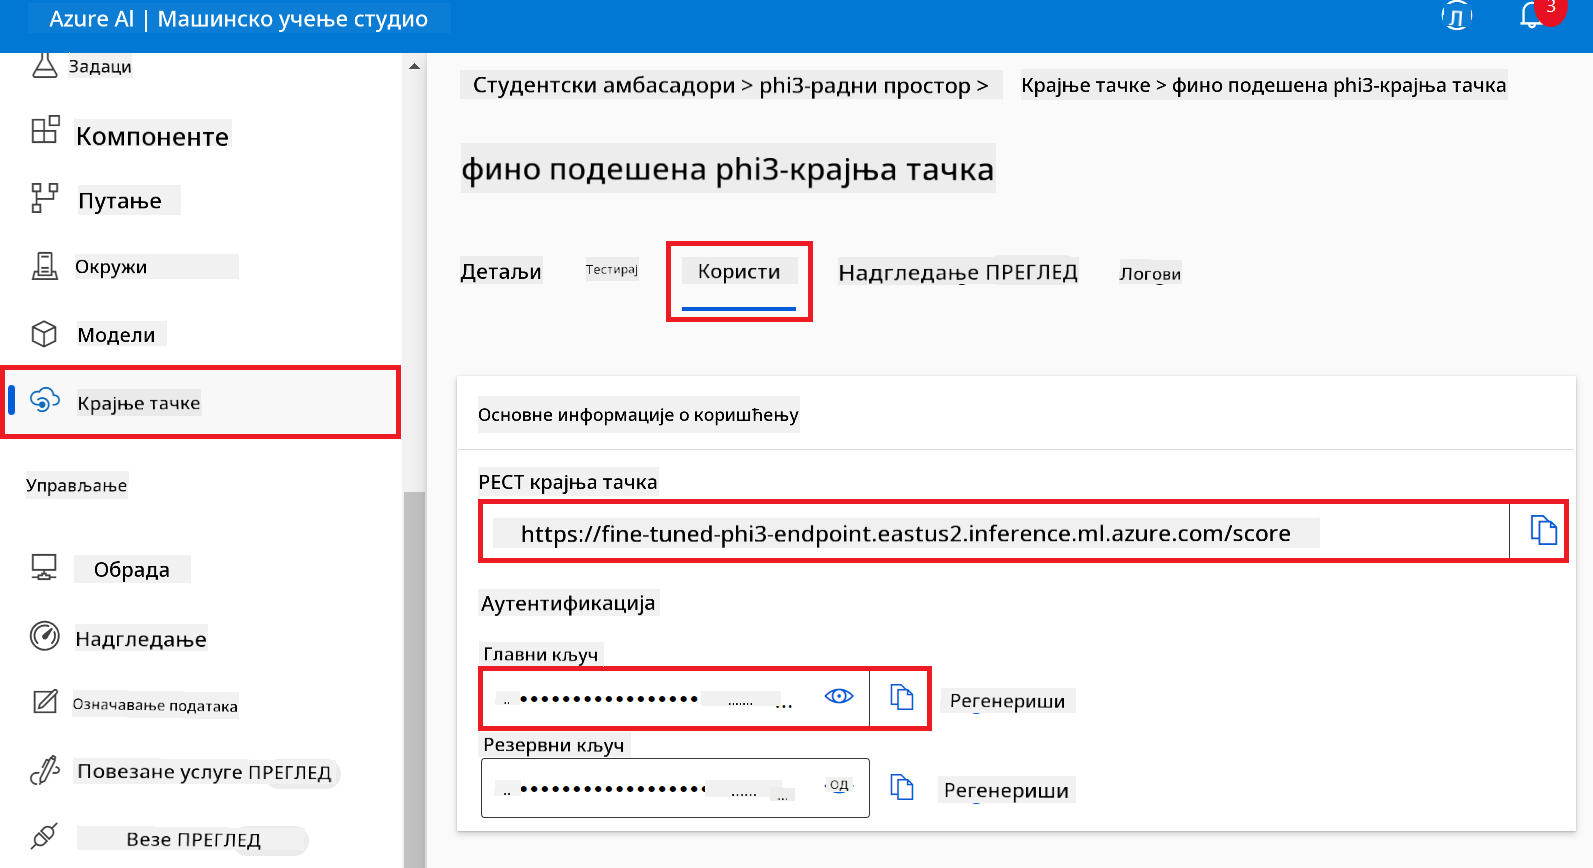 Azure AI | Машинско учење студио
Л
3
Задаци
Компоненте
Путање
Окружи
Модели
Крајње тачке
Управљање
Обрада
Надгледање
Означавање података
Повезане услуге ПРЕГЛЕД
Везе ПРЕГЛЕД
Студентски амбасадори > phi3-радни простор > Крајње тачке > фино подешена phi3-крајња тачка
фино подешена phi3-крајња тачка
Детаљи Тестирај Користи Надгледање ПРЕГЛЕД Логови
Основне информације о коришћењу
РЕСТ крајња тачка
https://fine-tuned-phi3-endpoint.eastus2.inference.ml.azure.com/score
Аутентификација
Главни кључ
Регенериши
Резервни кључ
од
Регенериши